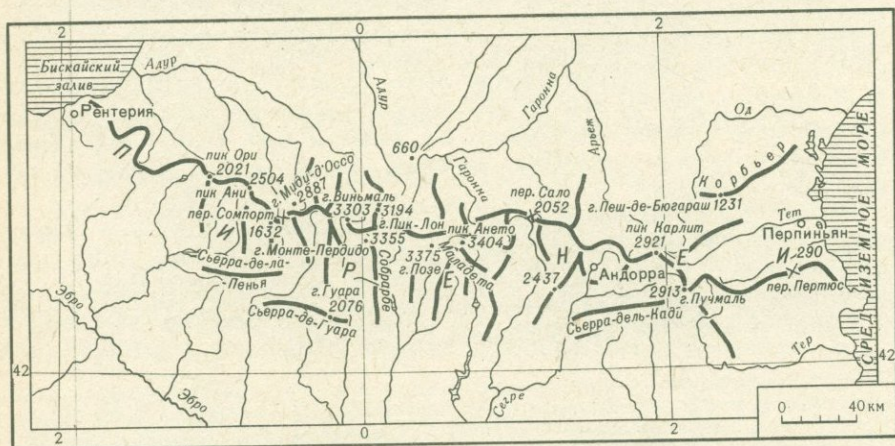 2
0
2
Бискайский
залив
Адур
Адур
Гаронна
Арьеж
Од
Рентерия
660
Гаронна
Корбьер
СРЕДИЗЕМНОЕ МОРЕ
П И Р Е Н Е И
пик Ори
2021
2504
пик Ани
г. Миди-д'Оссо
2887
г. Виньмаль
3303
3194
пер. Сомпорт
1632
г. Монте-Пердидо
3355
г. Пик-Лон
пик Ането
3404
пер. Сало
2052
г. Пеш-де-Бюгараш 1231
пик Карлит
2921
Тет
Перпиньян
290
пер. Пертюс
Сьерра-де-ла-
-Пенья
Собрарбе
3375
г. Позе
Маладета
2437
Андорра
2913
г. Пучмаль
г. Гуара
2076
Сьерра-де-Гуара
Сьерра-дель-Кади
Эбро
Эбро
Сегре
Тер
42
42
0 40 км
2
0
2